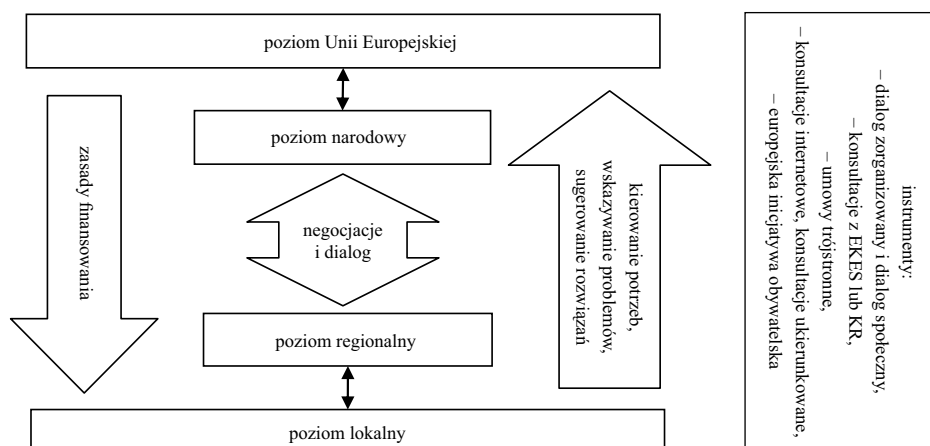 poziom Unii Europejskiej
poziom narodowy
zasady finansowania
negocjacje
i dialog
kierowanie potrzeb,
wskazywanie problemów,
sugerowanie rozwiązań
poziom regionalny
poziom lokalny
instrumenty:
– dialog zorganizowany i dialog społeczny,
– konsultacje z EKES lub KR,
– umowy trójstronne,
– konsultacje internetowe, konsultacje ukierunkowane,
– europejska inicjatywa obywatelska